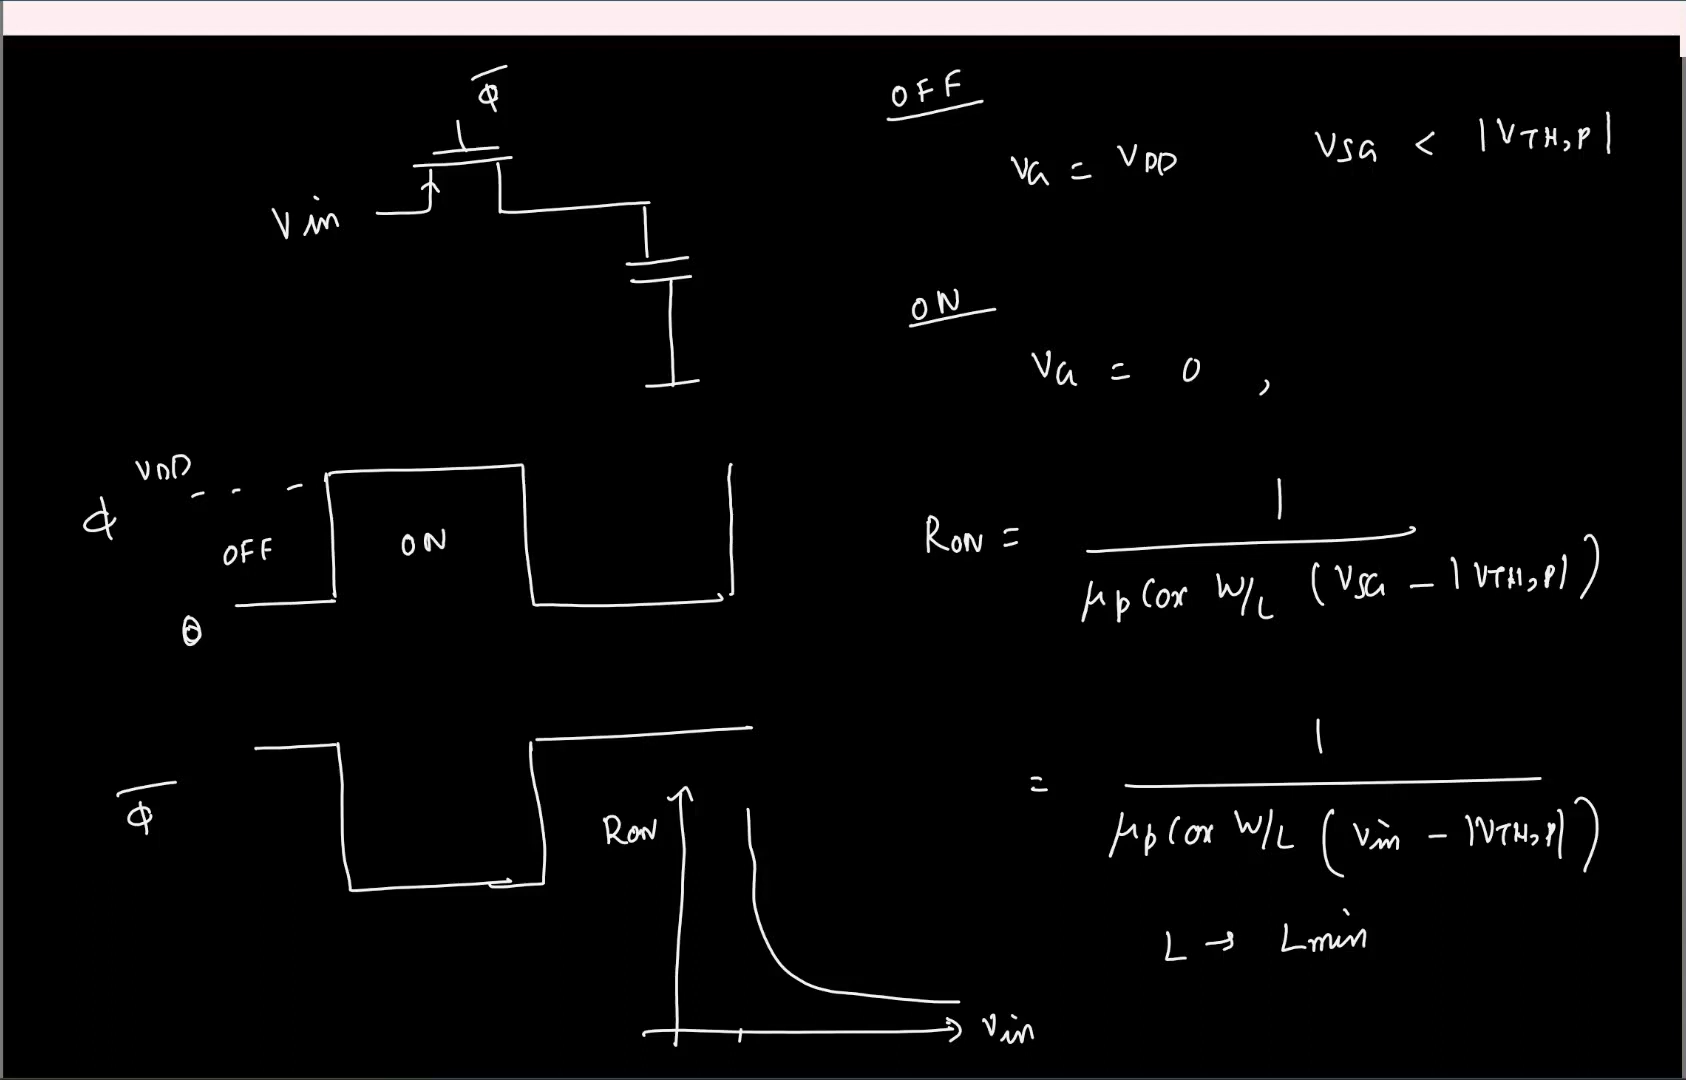 Φ̅
Vin
OFF
VG = VDD VSG < |VTH,P|
ON
VG = 0 ,
VDD
Φ
OFF ON
0
RON = 1 / μp Cox W/L (VSG - |VTH,P|)
= 1 / μp Cox W/L (Vin - |VTH,P|)
L → Lmin
Φ̅
RON
Vin